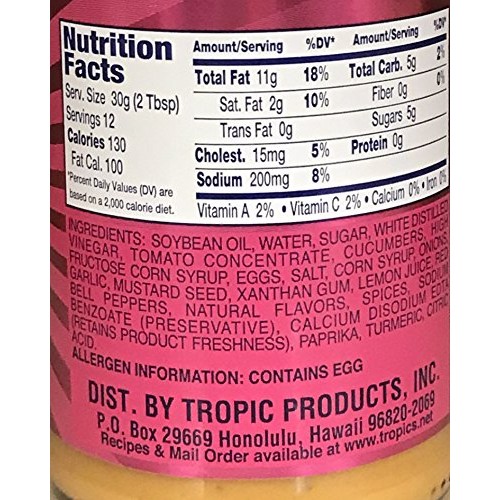 Nutrition
Facts
Serv. Size 30g (2 Tbsp)
Servings 12
Calories 130
Fat Cal. 100
*Percent Daily Values (DV) are
based on a 2,000 calorie diet.
Amount/Serving %DV*
Total Fat 11g 18%
Sat. Fat 2g 10%
Trans Fat 0g
Cholest. 15mg 5%
Sodium 200mg 8%
Amount/Serving %DV*
Total Carb. 5g 2%
Fiber 0g 0%
Sugars 5g
Protein 0g
Vitamin A 2% • Vitamin C 2% • Calcium 0% • Iron 0%
INGREDIENTS: SOYBEAN OIL, WATER, SUGAR, WHITE DISTILLED
VINEGAR, TOMATO CONCENTRATE, CUCUMBERS, HIGH
FRUCTOSE CORN SYRUP, EGGS, SALT, CORN SYRUP, ONIONS,
GARLIC, MUSTARD SEED, XANTHAN GUM, LEMON JUICE, RED
BELL PEPPERS, NATURAL FLAVORS, SPICES, SODIUM
BENZOATE (PRESERVATIVE), CALCIUM DISODIUM EDTA
(RETAINS PRODUCT FRESHNESS), PAPRIKA, TURMERIC, CITRIC
ACID.
ALLERGEN INFORMATION: CONTAINS EGG
DIST. BY TROPIC PRODUCTS, INC.
P.O. Box 29669 Honolulu, Hawaii 96820-2069
Recipes & Mail Order available at www.tropics.net